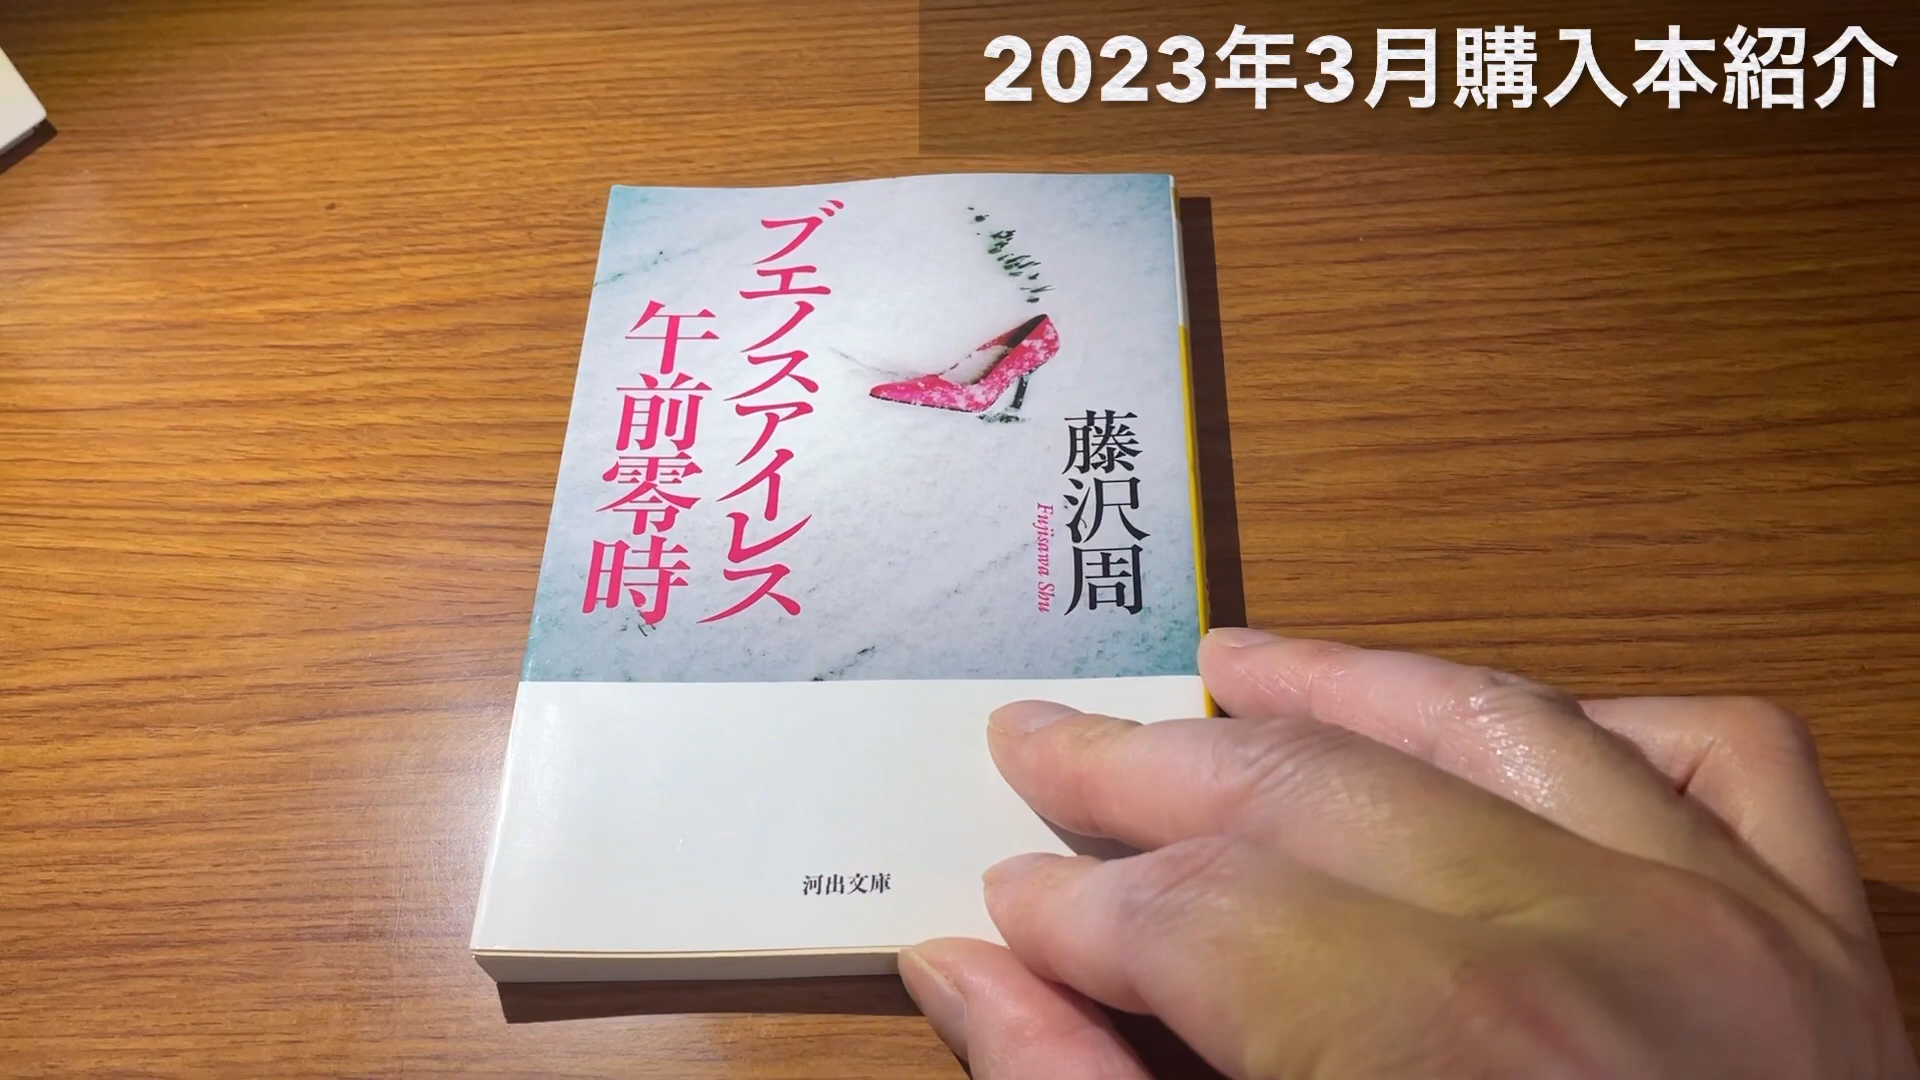 2023年3月購入本紹介
ブエノスアイレス
午前零時
藤沢周
Fujisawa Shu
河出文庫